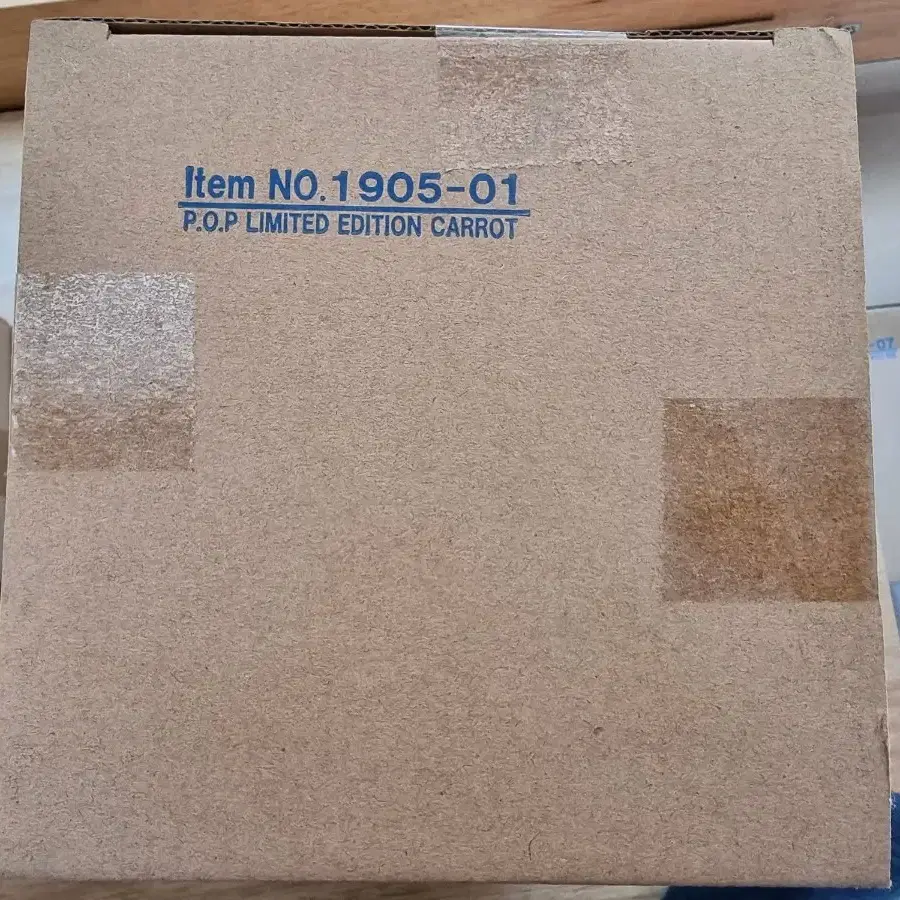 Item NO.1905-01
P.O.P LIMITED EDITION CARROT